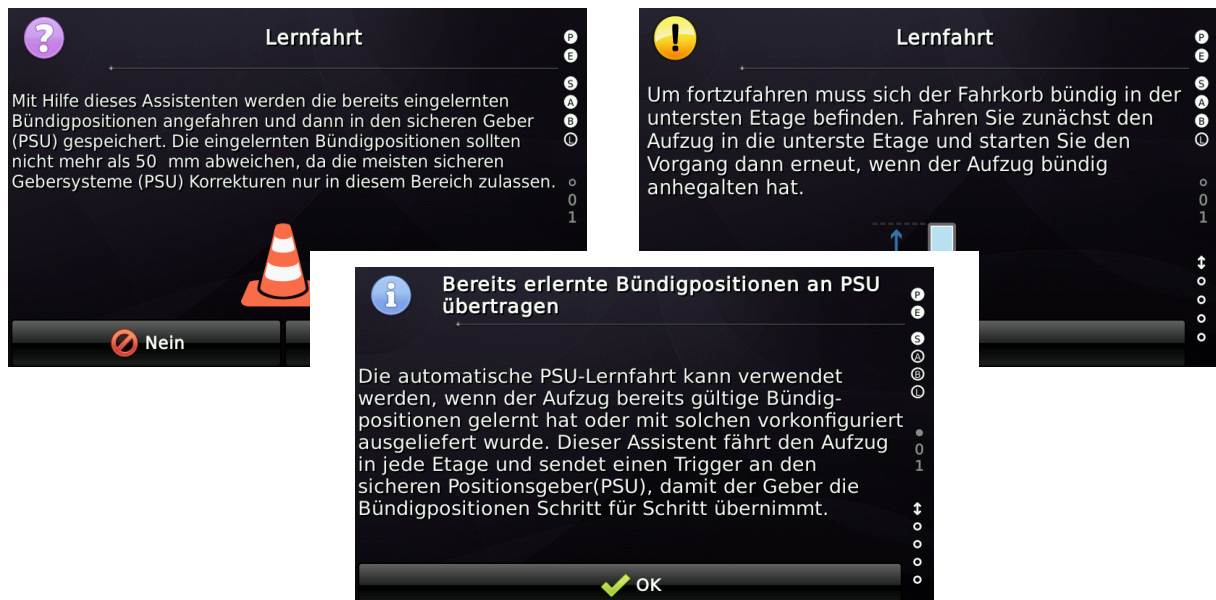 Lernfahrt
Mit Hilfe dieses Assistenten werden die bereits eingelernten
Bündigpositionen angefahren und dann in den sicheren Geber
(PSU) gespeichert. Die eingelernten Bündigpositionen sollten
nicht mehr als 50  mm abweichen, da die meisten sicheren
Gebersysteme (PSU) Korrekturen nur in diesem Bereich zulassen.
Nein
P
E
S
A
B
L
0
1
Lernfahrt
Um fortzufahren muss sich der Fahrkorb bündig in der
untersten Etage befinden. Fahren Sie zunächst den
Aufzug in die unterste Etage und starten Sie den
Vorgang dann erneut, wenn der Aufzug bündig
anhegalten hat.
P
E
S
A
B
L
0
1
Bereits erlernte Bündigpositionen an PSU
übertragen
Die automatische PSU-Lernfahrt kann verwendet
werden, wenn der Aufzug bereits gültige Bündig-
positionen gelernt hat oder mit solchen vorkonfiguriert
ausgeliefert wurde. Dieser Assistent fährt den Aufzug
in jede Etage und sendet einen Trigger an den
sicheren Positionsgeber(PSU), damit der Geber die
Bündigpositionen Schritt für Schritt übernimmt.
OK
P
E
S
A
B
L
0
1